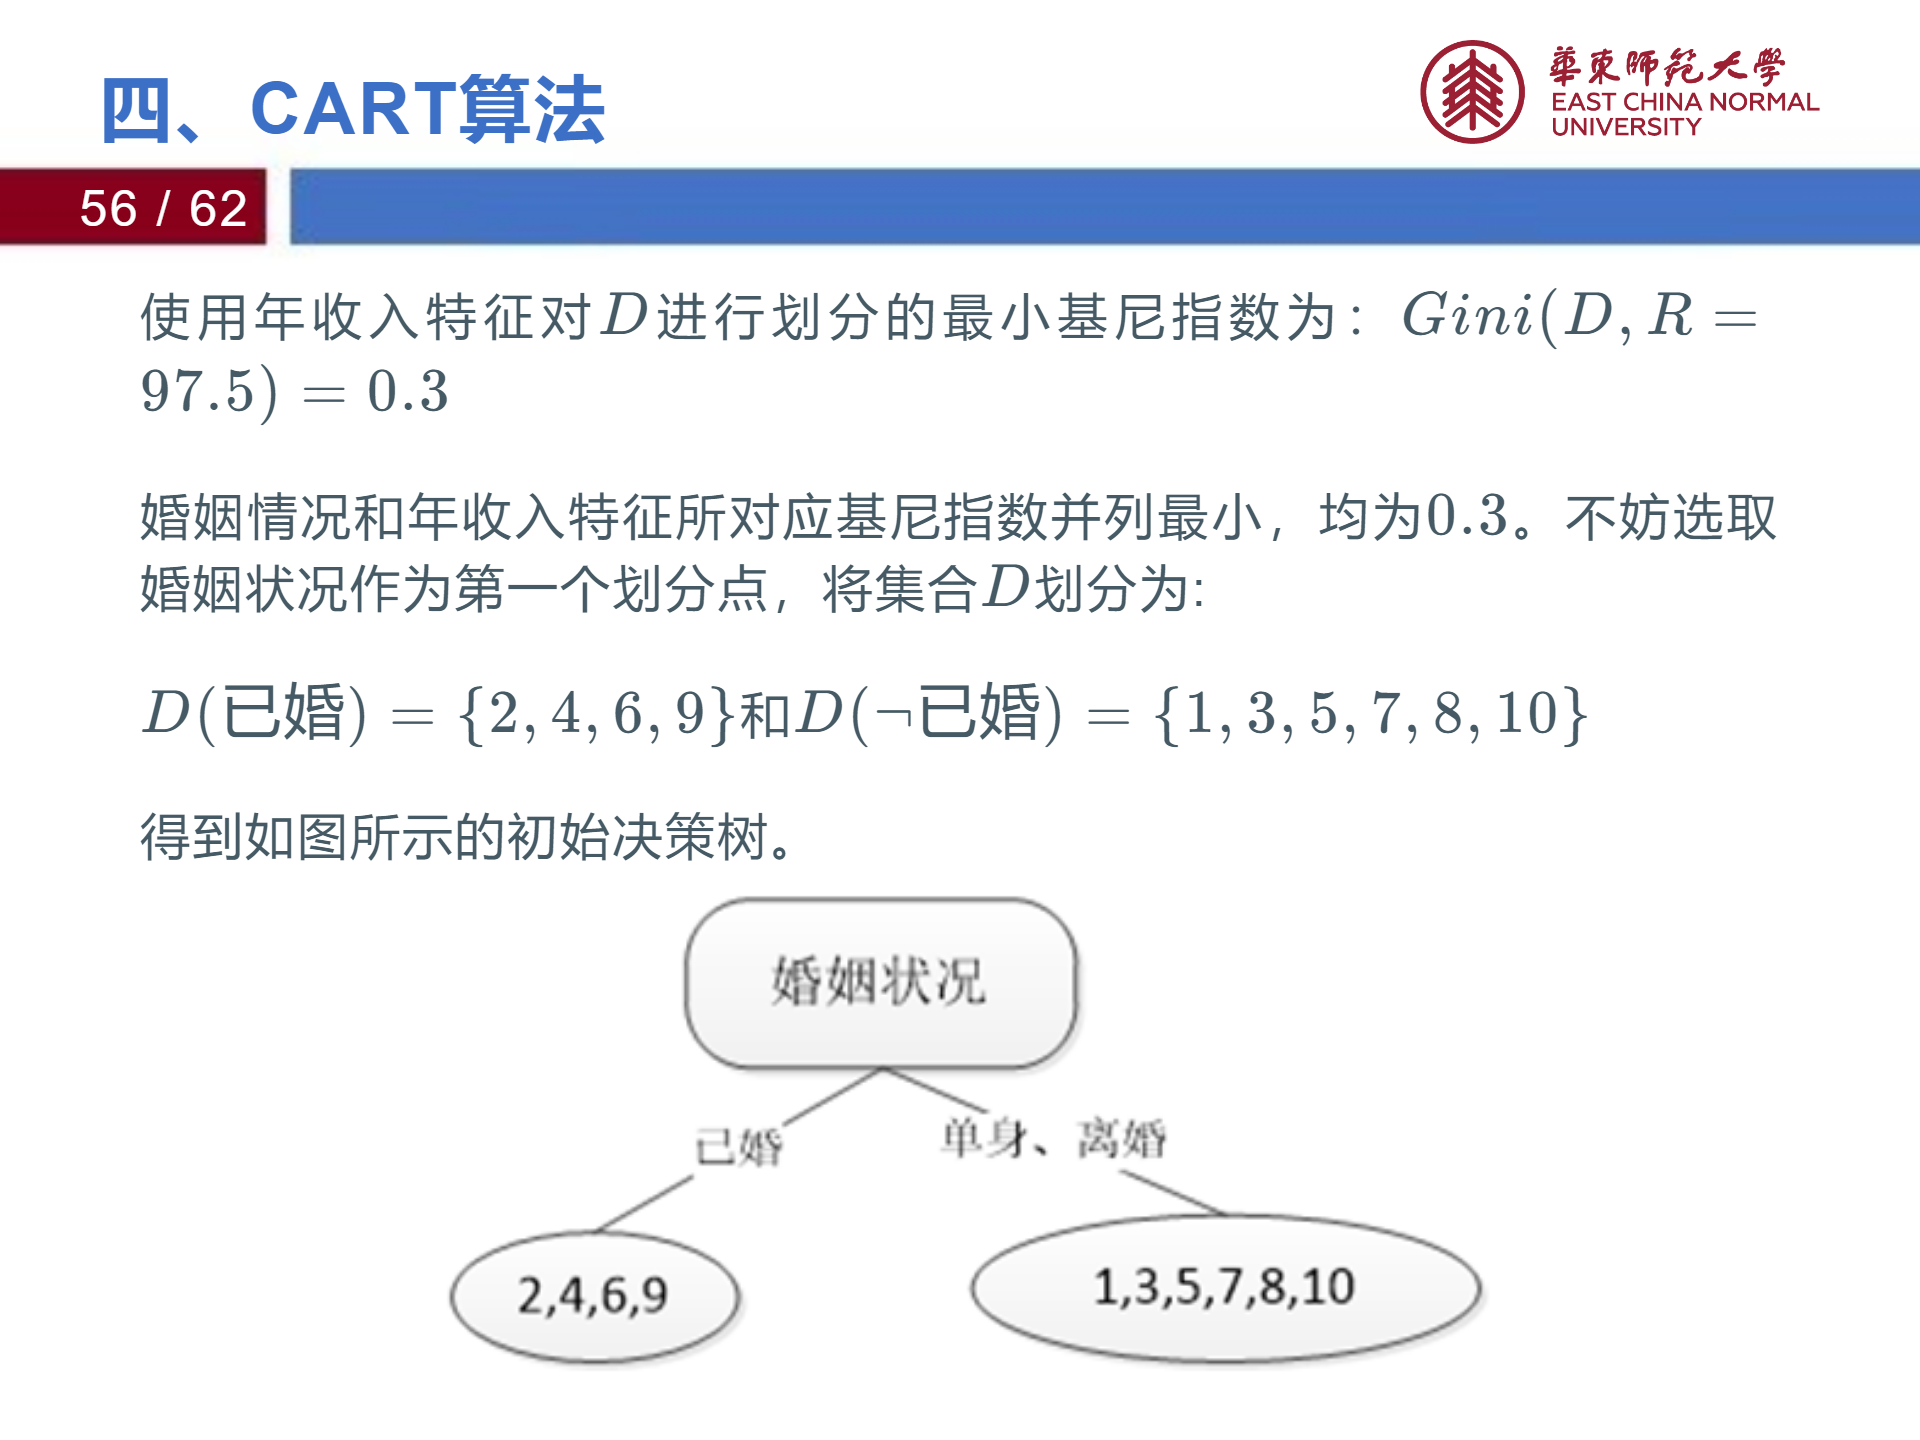 四、CART算法
華東師範大學
EAST CHINA NORMAL
UNIVERSITY
56 / 62
使用年收入特征对D进行划分的最小基尼指数为：Gini(D, R =
97.5) = 0.3
婚姻情况和年收入特征所对应基尼指数并列最小，均为0.3。不妨选取
婚姻状况作为第一个划分点，将集合D划分为:
D(已婚) = {2, 4, 6, 9}和D(¬已婚) = {1, 3, 5, 7, 8, 10}
得到如图所示的初始决策树。
婚姻状况
已婚
单身、离婚
2,4,6,9
1,3,5,7,8,10